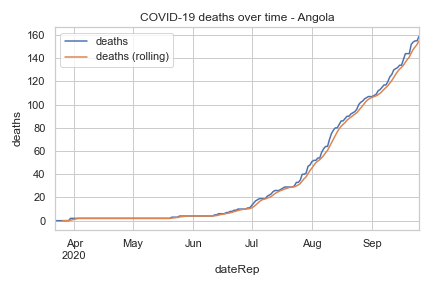 COVID-19 deaths over time - Angola
deaths
deaths (rolling)
deaths
160
140
120
100
80
60
40
20
0
Apr May Jun Jul Aug Sep
2020
dateRep